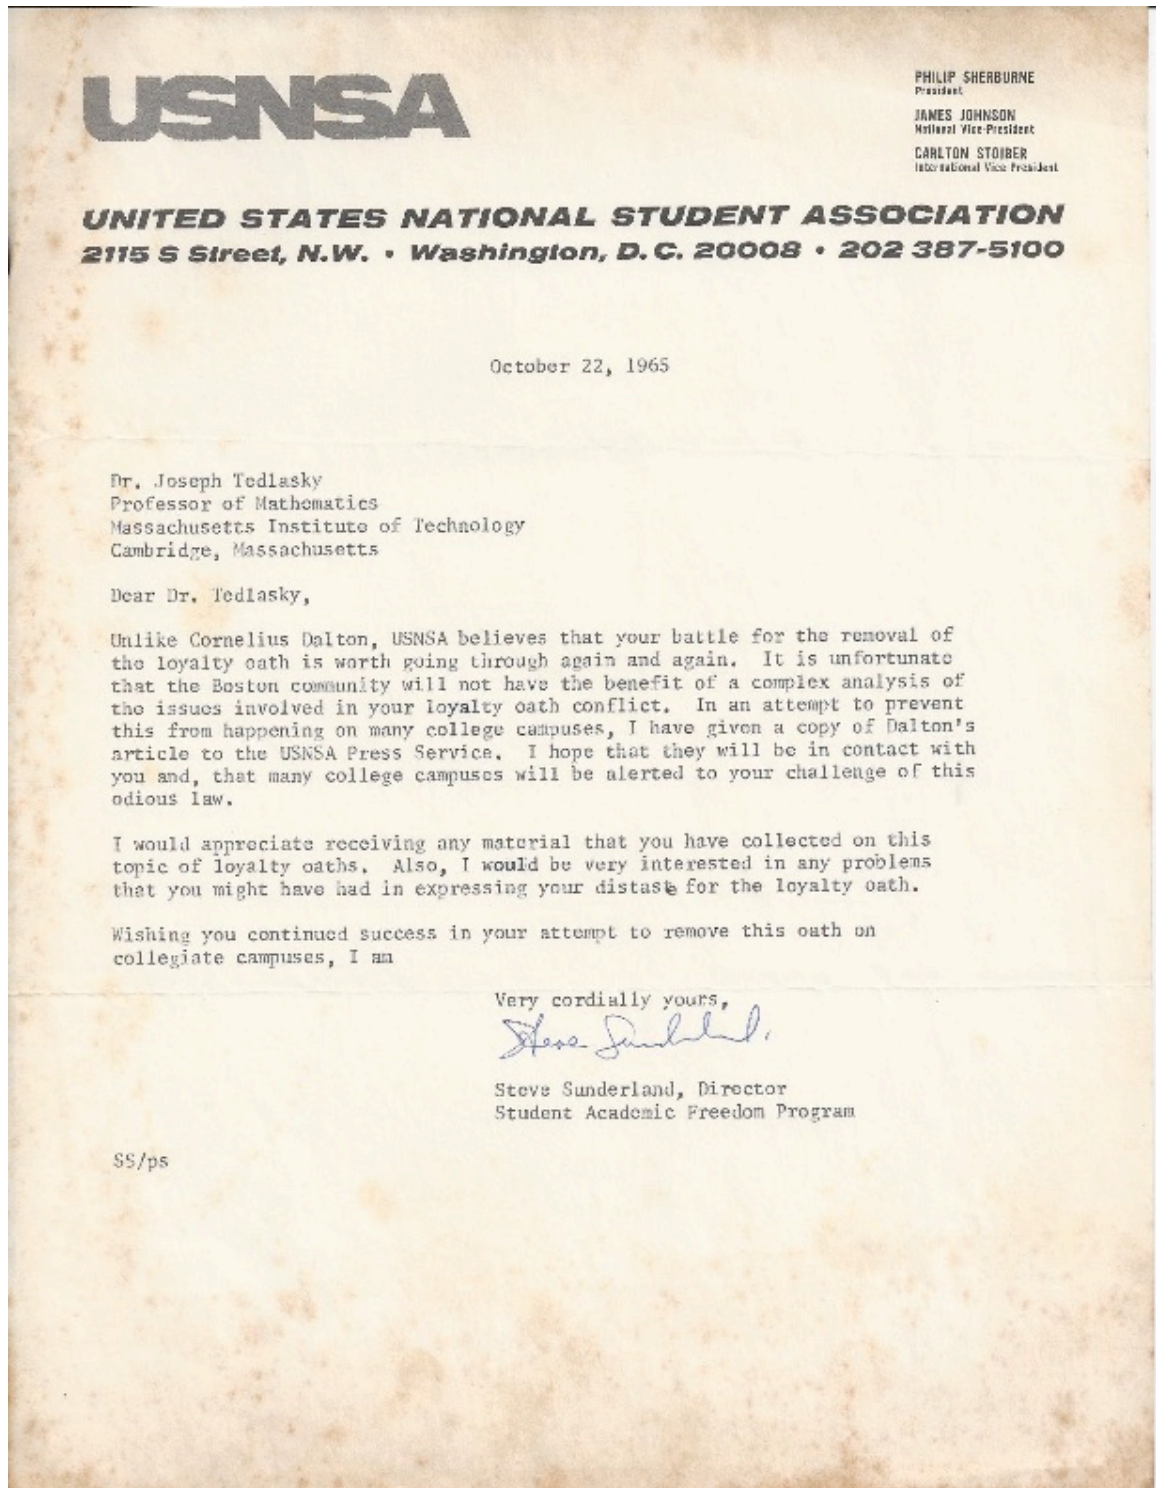 USNSA
PHILIP SHERBURNE
President
JAMES JOHNSON
National Vice-President
CARLTON STOIBER
International Vice President
UNITED STATES NATIONAL STUDENT ASSOCIATION
2115 S Street, N.W. • Washington, D.C. 20008 • 202 387-5100
October 22, 1965
Dr. Joseph Tedlasky
Professor of Mathematics
Massachusetts Institute of Technology
Cambridge, Massachusetts
Dear Dr. Tedlasky,
Unlike Cornelius Dalton, USNSA believes that your battle for the removal of
the loyalty oath is worth going through again and again. It is unfortunate
that the Boston community will not have the benefit of a complex analysis of
the issues involved in your loyalty oath conflict. In an attempt to prevent
this from happening on many college campuses, I have given a copy of Dalton's
article to the USNSA Press Service. I hope that they will be in contact with
you and, that many college campuses will be alerted to your challenge of this
odious law.
I would appreciate receiving any material that you have collected on this
topic of loyalty oaths. Also, I would be very interested in any problems
that you might have had in expressing your distaste for the loyalty oath.
Wishing you continued success in your attempt to remove this oath on
collegiate campuses, I am
Very cordially yours,
Steve Sunderland.
Steve Sunderland, Director
Student Academic Freedom Program
SS/ps